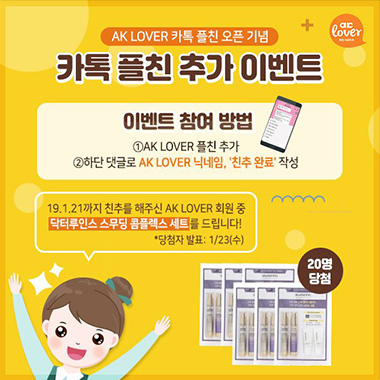 AK LOVER 카톡 플친 오픈 기념
ak
lover
카톡 플친 추가 이벤트
이벤트 참여 방법
①AK LOVER 플친 추가
②하단 댓글로 AK LOVER 닉네임, '친추 완료' 작성
19.1.21까지 친추를 해주신 AK LOVER 회원 중
닥터루인스 스무딩 콤플렉스 세트를 드립니다!
*당첨자 발표: 1/23(수)
20명
당첨